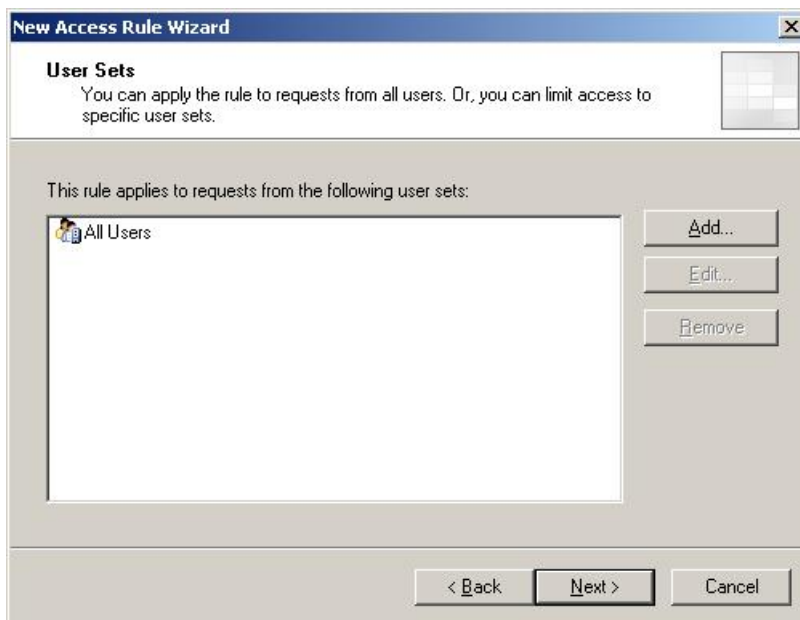 New Access Rule Wizard
User Sets
You can apply the rule to requests from all users. Or, you can limit access to
specific user sets.
This rule applies to requests from the following user sets:
All Users
Add...
Edit...
Remove
< Back
Next >
Cancel